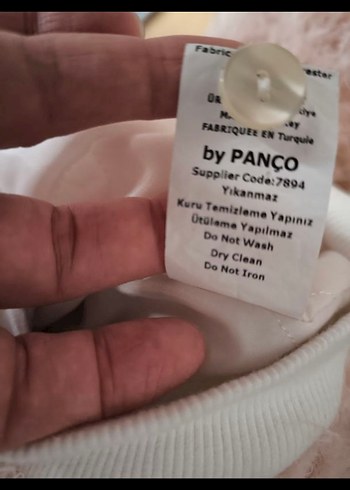 FABRIQUEE EN Turquie
by PANÇO
Supplier Code:7894
Yıkanmaz
Kuru Temizleme Yapınız
Ütüleme Yapılmaz
Do Not Wash
Dry Clean
Do Not Iron